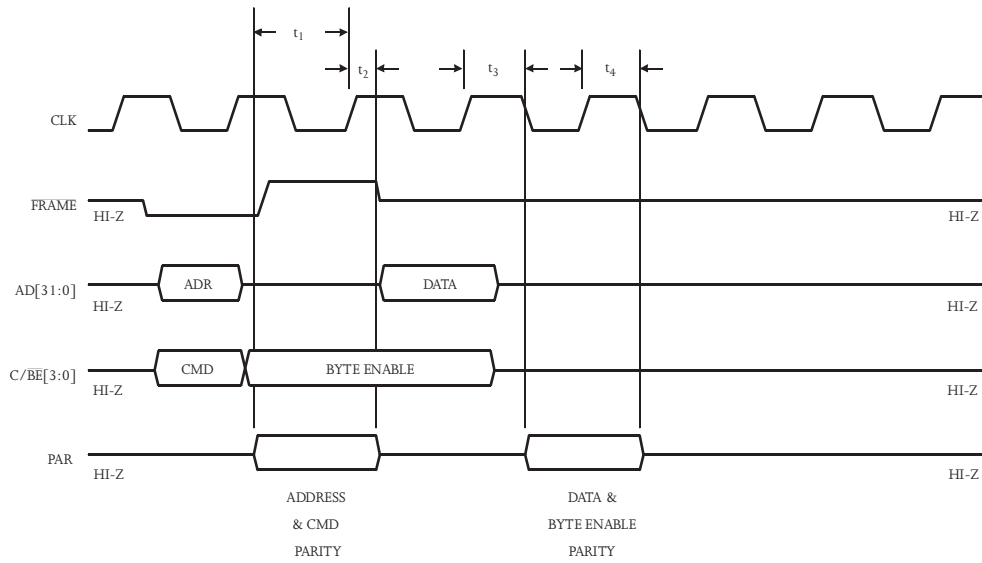 t1
t2
t3
t4
CLK
FRAME
HI-Z
HI-Z
ADR
DATA
AD[31:0]
HI-Z
HI-Z
CMD
BYTE ENABLE
C/BE[3:0]
HI-Z
HI-Z
PAR
HI-Z
HI-Z
ADDRESS
& CMD
PARITY
DATA &
BYTE ENABLE
PARITY